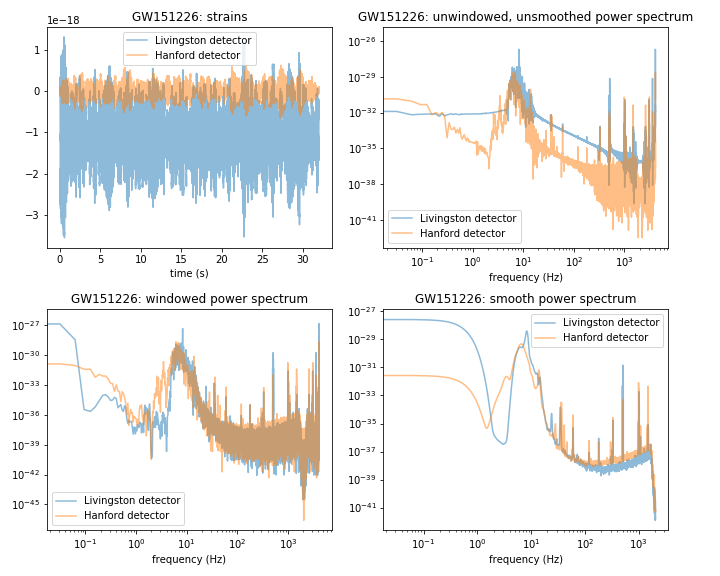 GW151226: strains
1e−18
Livingston detector
Hanford detector
1
0
−1
−2
−3
0 5 10 15 20 25 30
time (s)
GW151226: unwindowed, unsmoothed power spectrum
10⁻²⁶
10⁻²⁹
10⁻³²
10⁻³⁵
10⁻³⁸
10⁻⁴¹
Livingston detector
Hanford detector
10⁻¹ 10⁰ 10¹ 10² 10³
frequency (Hz)
GW151226: windowed power spectrum
10⁻²⁷
10⁻³⁰
10⁻³³
10⁻³⁶
10⁻³⁹
10⁻⁴²
10⁻⁴⁵
Livingston detector
Hanford detector
10⁻¹ 10⁰ 10¹ 10² 10³
frequency (Hz)
GW151226: smooth power spectrum
10⁻²⁷
10⁻²⁹
10⁻³¹
10⁻³³
10⁻³⁵
10⁻³⁷
10⁻³⁹
10⁻⁴¹
Livingston detector
Hanford detector
10⁻¹ 10⁰ 10¹ 10² 10³
frequency (Hz)